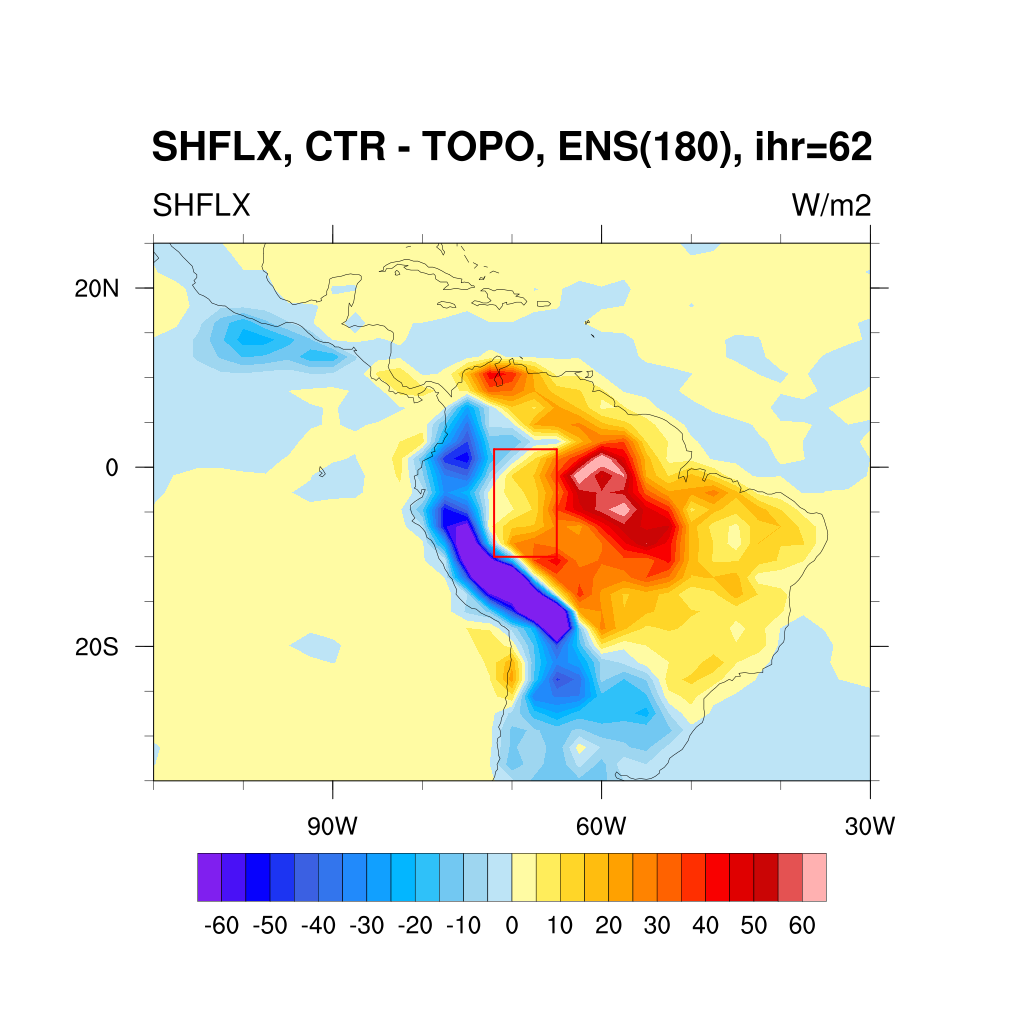 SHFLX, CTR - TOPO, ENS(180), ihr=62
SHFLX W/m2
20N
0
20S
90W 60W 30W
-60 -50 -40 -30 -20 -10 0 10 20 30 40 50 60